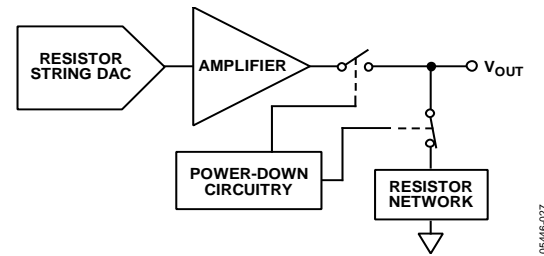 RESISTOR
STRING DAC
AMPLIFIER
VOUT
POWER-DOWN
CIRCUITRY
RESISTOR
NETWORK
05446-027